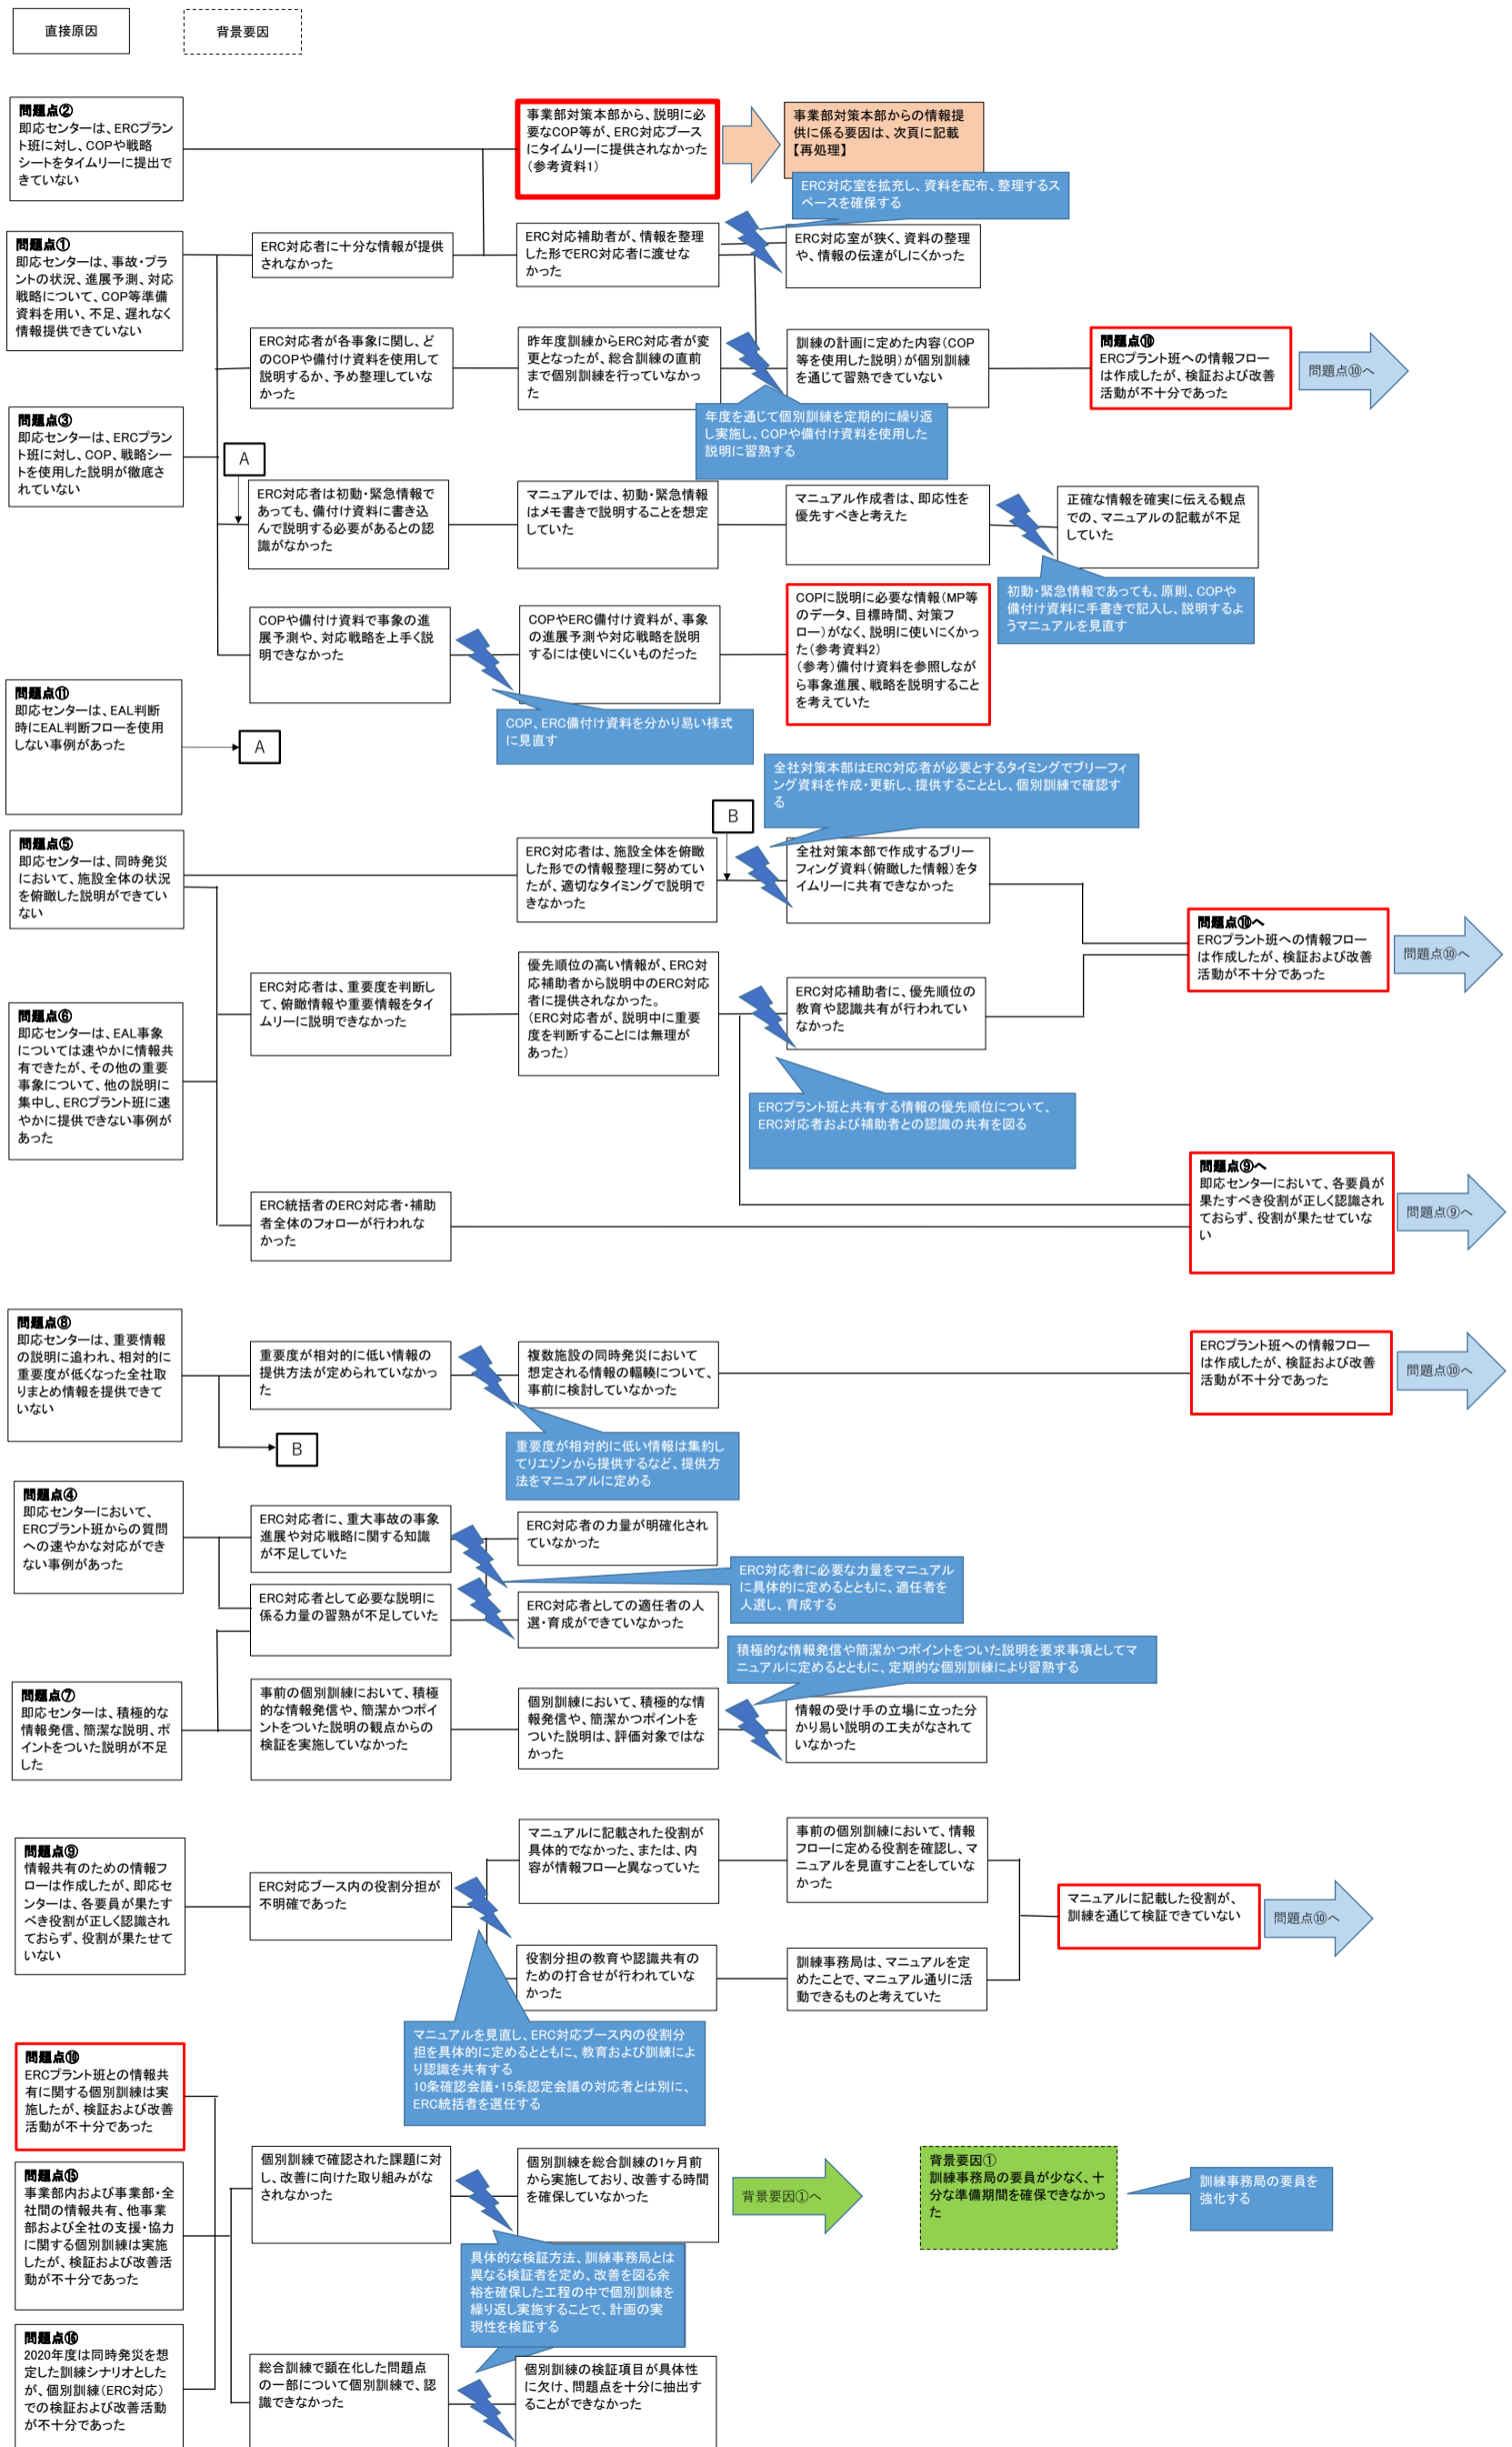 直接原因
背景要因
問題点②
即応センターは、ERCプラン
ト班に対し、COPや戦略
シートをタイムリーに提出で
きていない
事業部対策本部から、説明に必
要なCOP等が、ERC対応ブース
にタイムリーに提供されなかった
(参考資料1)
事業部対策本部からの情報提
供に係る要因は、次頁に記載
【再処理】
ERC対応室を拡充し、資料を配布、整理するス
ペースを確保する
問題点①
即応センターは、事故・プラ
ントの状況、進展予測、対応
戦略について、COP等準備
資料を用い、不足、遅れなく
情報提供できていない
ERC対応者に十分な情報が提供
されなかった
ERC対応補助者が、情報を整理
した形でERC対応者に渡せな
かった
ERC対応室が狭く、資料の整理
や、情報の伝達がしにくかった
ERC対応者が各事象に関し、ど
のCOPや備付け資料を使用して
説明するか、予め整理していな
かった
昨年度訓練からERC対応者が変
更となったが、総合訓練の直前
まで個別訓練を行っていなかっ
た
訓練の計画に定めた内容(COP
等を使用した説明)が個別訓練
を通じて習熟できていない
問題点⑩
ERCプラント班への情報フロー
は作成したが、検証および改善
活動が不十分であった
問題点⑩へ
年度を通じて個別訓練を定期的に繰り返
し実施し、COPや備付け資料を使用した
説明に習熟する
問題点③
即応センターは、ERCプラン
ト班に対し、COP、戦略シー
トを使用した説明が徹底さ
れていない
A
ERC対応者は初動・緊急情報で
あっても、備付け資料に書き込
んで説明する必要があるとの認
識がなかった
マニュアルでは、初動・緊急情報
はメモ書きで説明することを想定
していた
マニュアル作成者は、即応性を
優先すべきと考えた
正確な情報を確実に伝える観点
での、マニュアルの記載が不足
していた
初動・緊急情報であっても、原則、COPや
備付け資料に手書きで記入し、説明するよ
うマニュアルを見直す
COPや備付け資料で事象の進
展予測や、対応戦略を上手く説
明できなかった
COPやERC備付け資料が、事象
の進展予測や対応戦略を説明
するには使いにくいものだった
COPに説明に必要な情報(MP等
のデータ、目標時間、対策フ
ロー)がなく、説明に使いにくかっ
た(参考資料2)
(参考)備付け資料を参照しなが
ら事象進展、戦略を説明すること
を考えていた
COP、ERC備付け資料を分かり易い様式
に見直す
問題点⑪
即応センターは、EAL判断
時にEAL判断フローを使用
しない事例があった
A
全社対策本部はERC対応者が必要とするタイミングでブリーフィ
ング資料を作成・更新し、提供することとし、個別訓練で確認す
る
B
問題点⑤
即応センターは、同時発災
において、施設全体の状況
を俯瞰した説明ができてい
ない
ERC対応者は、施設全体を俯瞰
した形での情報整理に努めてい
たが、適切なタイミングで説明で
きなかった
全社対策本部で作成するブリー
フィング資料(俯瞰した情報)をタ
イムリーに共有できなかった
問題点⑩へ
ERCプラント班への情報フロー
は作成したが、検証および改善
活動が不十分であった
問題点⑩へ
問題点⑥
即応センターは、EAL事象
については速やかに情報共
有できたが、その他の重要
事象について、他の説明に
集中し、ERCプラント班に速
やかに提供できない事例が
あった
ERC対応者は、重要度を判断し
て、俯瞰情報や重要情報をタイ
ムリーに説明できなかった
優先順位の高い情報が、ERC対
応補助者から説明中のERC対応
者に提供されなかった。
(ERC対応者が、説明中に重要
度を判断することには無理が
あった)
ERC対応補助者に、優先順位の
教育や認識共有が行われてい
なかった
ERCプラント班と共有する情報の優先順位について、
ERC対応者および補助者との認識の共有を図る
ERC統括者のERC対応者・補助
者全体のフォローが行われな
かった
問題点⑨へ
即応センターにおいて、各要員が
果たすべき役割が正しく認識され
ておらず、役割が果たせていな
い
問題点⑨へ
問題点⑧
即応センターは、重要情報
の説明に追われ、相対的に
重要度が低くなった全社取
りまとめ情報を提供できて
いない
重要度が相対的に低い情報の
提供方法が定められていなかっ
た
複数施設の同時発災において
想定される情報の輻輳について、
事前に検討していなかった
ERCプラント班への情報フロー
は作成したが、検証および改善
活動が不十分であった
問題点⑩へ
B
重要度が相対的に低い情報は集約し
てリエゾンから提供するなど、提供方
法をマニュアルに定める
問題点④
即応センターにおいて、
ERCプラント班からの質問
への速やかな対応ができ
ない事例があった
ERC対応者に、重大事故の事象
進展や対応戦略に関する知識
が不足していた
ERC対応者の力量が明確化され
ていなかった
ERC対応者として必要な説明に
係る力量の習熟が不足していた
ERC対応者としての適任者の人
選・育成ができていなかった
ERC対応者に必要な力量をマニュアル
に具体的に定めるとともに、適任者を
人選し、育成する
積極的な情報発信や簡潔かつポイントをついた説明を要求事項としてマ
ニュアルに定めるとともに、定期的な個別訓練により習熟する
問題点⑦
即応センターは、積極的な
情報発信、簡潔な説明、ポ
イントをついた説明が不足
した
事前の個別訓練において、積極
的な情報発信や、簡潔かつポイ
ントをついた説明の観点からの
検証を実施していなかった
個別訓練において、積極的な情
報発信や、簡潔かつポイントを
ついた説明は、評価対象ではな
かった
情報の受け手の立場に立った分
かり易い説明の工夫がなされて
いなかった
問題点⑨
情報共有のための情報フ
ローは作成したが、即応セ
ンターは、各要員が果たす
べき役割が正しく認識され
ておらず、役割が果たせて
いない
ERC対応ブース内の役割分担が
不明確であった
マニュアルに記載された役割が
具体的でなかった、または、内
容が情報フローと異なっていた
事前の個別訓練において、情報
フローに定める役割を確認し、マ
ニュアルを見直すことをしていな
かった
マニュアルに記載した役割が、
訓練を通じて検証できていない
問題点⑩へ
役割分担の教育や認識共有の
ための打合せが行われていな
かった
訓練事務局は、マニュアルを定
めたことで、マニュアル通りに活
動できるものと考えていた
マニュアルを見直し、ERC対応ブース内の役割分
担を具体的に定めるとともに、教育および訓練によ
り認識を共有する
10条確認会議・15条認定会議の対応者とは別に、
ERC統括者を選任する
問題点⑩
ERCプラント班との情報共
有に関する個別訓練は実
施したが、検証および改善
活動が不十分であった
問題点⑮
事業部内および事業部・全
社間の情報共有、他事業
部および全社の支援・協力
に関する個別訓練は実施
したが、検証および改善活
動が不十分であった
個別訓練で確認された課題に対
し、改善に向けた取り組みがな
されなかった
個別訓練を総合訓練の1ヶ月前
から実施しており、改善する時間
を確保していなかった
背景要因①へ
背景要因①
訓練事務局の要員が少なく、十
分な準備期間を確保できなかっ
た
訓練事務局の要員を
強化する
具体的な検証方法、訓練事務局とは
異なる検証者を定め、改善を図る余
裕を確保した工程の中で個別訓練を
繰り返し実施することで、計画の実
現性を検証する
問題点⑯
2020年度は同時発災を想
定した訓練シナリオとした
が、個別訓練(ERC対応)
での検証および改善活動
が不十分であった
総合訓練で顕在化した問題点
の一部について個別訓練で、認
識できなかった
個別訓練の検証項目が具体性
に欠け、問題点を十分に抽出す
ることができなかった